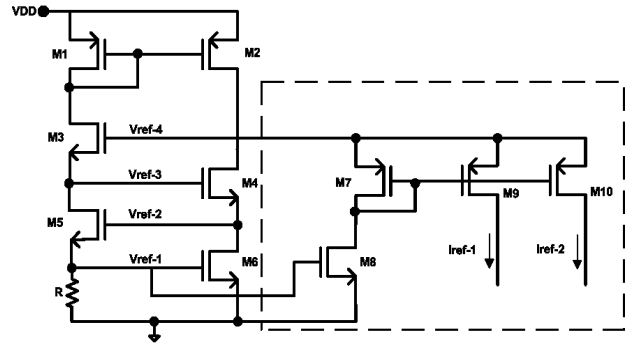 VDD
M1
M2
M3
Vref-4
Vref-3
M4
M7
M9
M10
M5
Vref-2
Vref-1
M6
M8
Iref-1
Iref-2
R